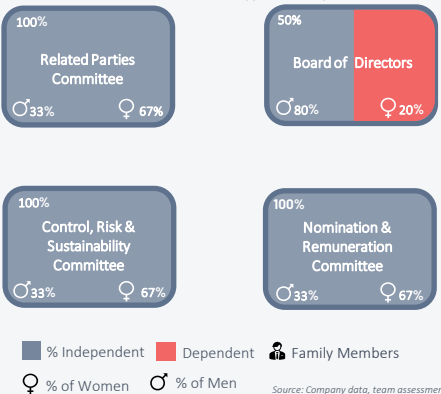 100%
Related Parties
Committee
33% 67%
50%
Board of Directors
80% 20%
100%
Control, Risk &
Sustainability
Committee
33% 67%
100%
Nomination &
Remuneration
Committee
33% 67%
% Independent Dependent Family Members
% of Women % of Men
Source: Company data, team